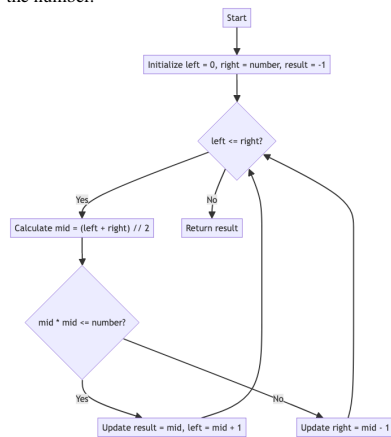 the number.
Start
Initialize left = 0, right = number, result = -1
left <= right?
Yes
No
Calculate mid = (left + right) // 2
Return result
mid * mid <= number?
Yes
No
Update result = mid, left = mid + 1
Update right = mid - 1